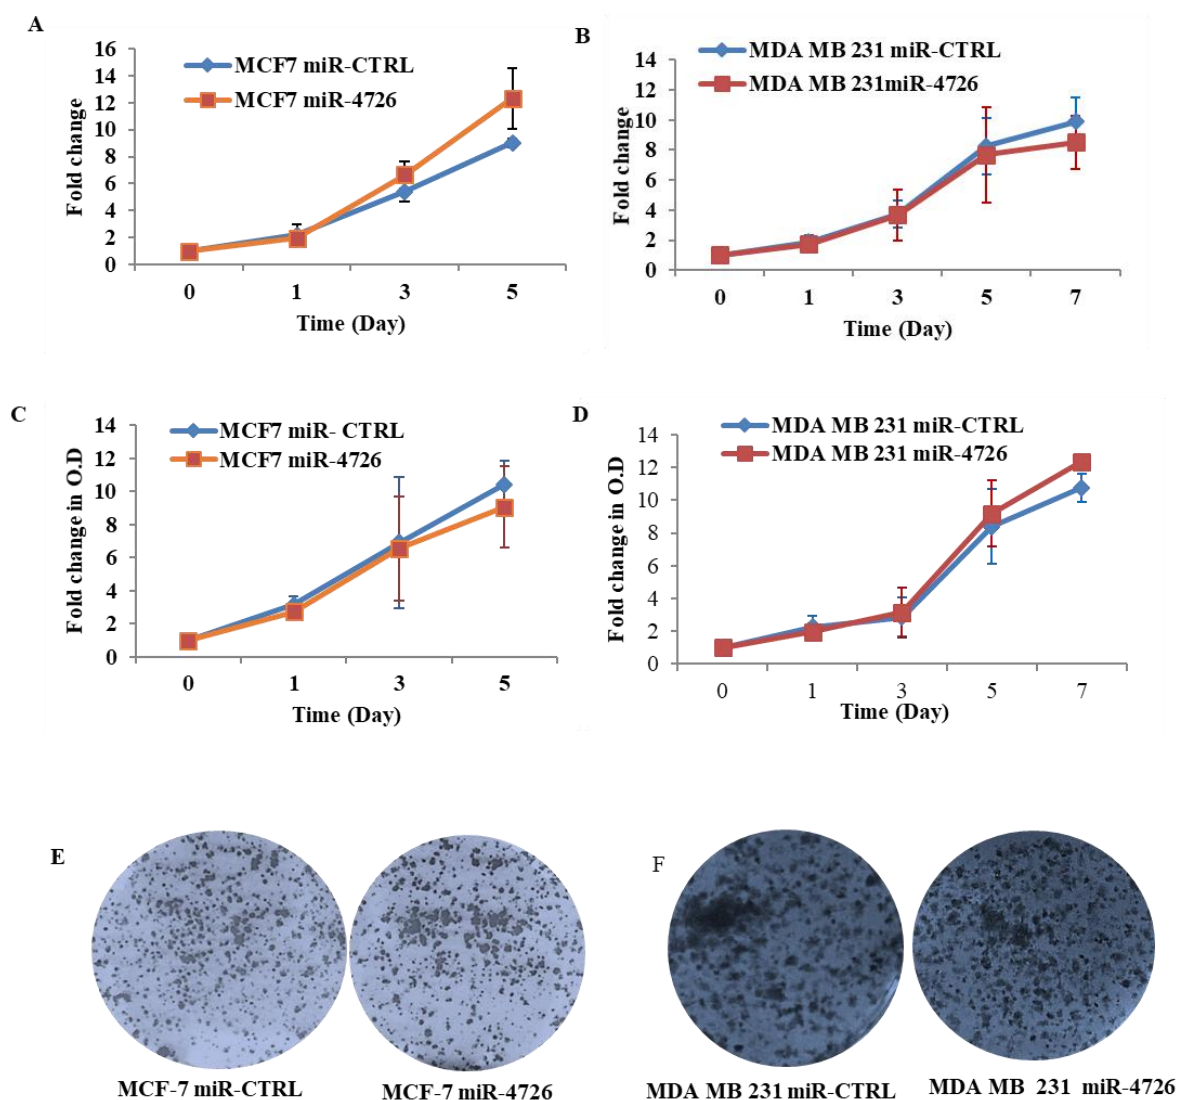 A
16
14
12
10
8
6
4
2
0
Fold change
MCF7 miR-CTRL
MCF7 miR-4726
0 1 3 5
Time (Day)
B
14
12
10
8
6
4
2
0
Fold change
MDA MB 231 miR-CTRL
MDA MB 231miR-4726
0 1 3 5 7
Time (Day)
C
14
12
10
8
6
4
2
0
Fold change in O.D
MCF7 miR- CTRL
MCF7 miR-4726
0 1 3 5
Time (Day)
D
14
12
10
8
6
4
2
0
Fold change in O.D
MDA MB 231 miR-CTRL
MDA MB 231 miR-4726
0 1 3 5 7
Time (Day)
E
MCF-7 miR-CTRL
MCF-7 miR-4726
F
MDA MB 231 miR-CTRL
MDA MB 231 miR-4726